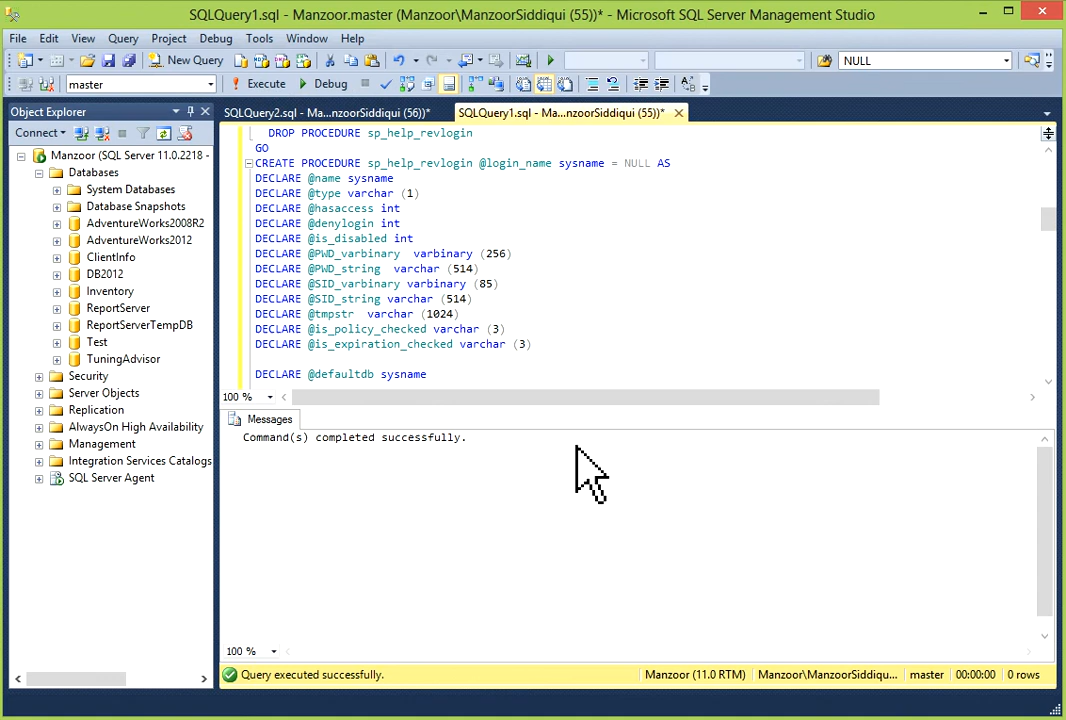 SQLQuery1.sql - Manzoor.master (Manzoor\ManzoorSiddiqui (55))* - Microsoft SQL Server Management Studio
File Edit View Query Project Debug Tools Window Help
New Query NULL
master Execute Debug
Object Explorer
SQLQuery2.sql - Ma...nzoorSiddiqui (56))* SQLQuery1.sql - Ma...nzoorSiddiqui (55))*
Connect
Manzoor (SQL Server 11.0.2218 -
Databases
System Databases
Database Snapshots
AdventureWorks2008R2
AdventureWorks2012
ClientInfo
DB2012
Inventory
ReportServer
ReportServerTempDB
Test
TuningAdvisor
Security
Server Objects
Replication
AlwaysOn High Availability
Management
Integration Services Catalogs
SQL Server Agent
DROP PROCEDURE sp_help_revlogin
GO
CREATE PROCEDURE sp_help_revlogin @login_name sysname = NULL AS
DECLARE @name sysname
DECLARE @type varchar (1)
DECLARE @hasaccess int
DECLARE @denylogin int
DECLARE @is_disabled int
DECLARE @PWD_varbinary varbinary (256)
DECLARE @PWD_string varchar (514)
DECLARE @SID_varbinary varbinary (85)
DECLARE @SID_string varchar (514)
DECLARE @tmpstr varchar (1024)
DECLARE @is_policy_checked varchar (3)
DECLARE @is_expiration_checked varchar (3)
DECLARE @defaultdb sysname
100 %
Messages
Command(s) completed successfully.
100 %
Query executed successfully. Manzoor (11.0 RTM) Manzoor\ManzoorSiddiqu... master 00:00:00 0 rows